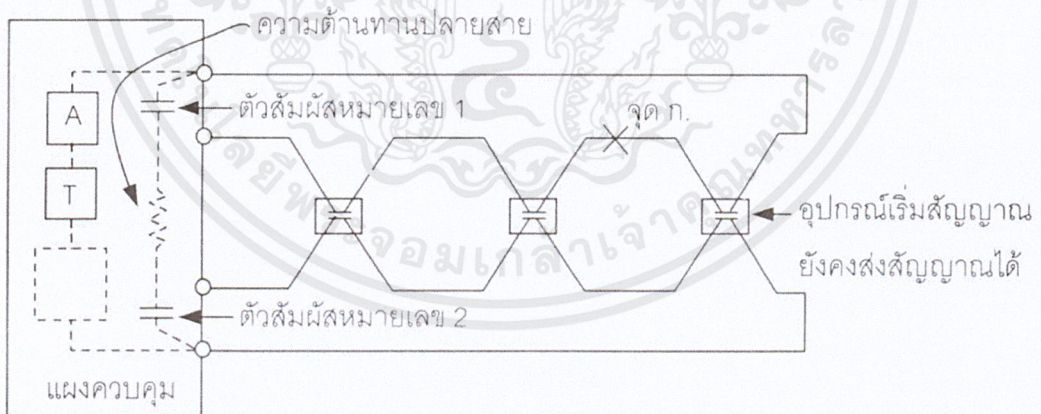 ความต้านทานปลายสาย
A
ตัวสัมผัสหมายเลข 1
จุด ก.
T
อุปกรณ์เริ่มสัญญาณ
ยังคงส่งสัญญาณได้
ตัวสัมผัสหมายเลข 2
แผงควบคุม